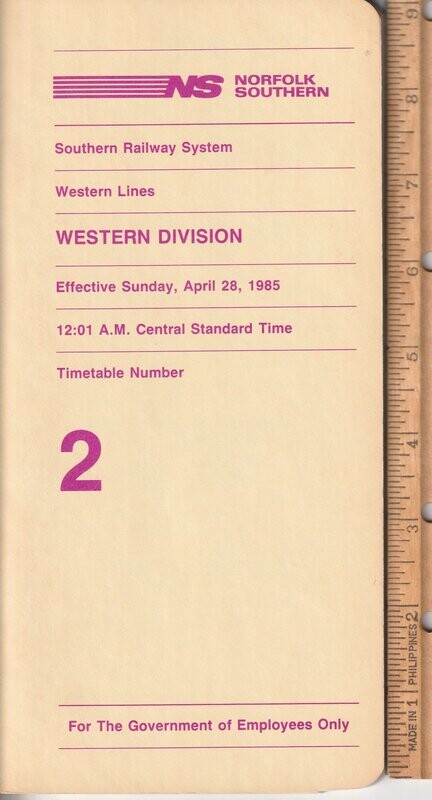 NS NORFOLK
SOUTHERN
Southern Railway System
Western Lines
WESTERN DIVISION
Effective Sunday, April 28, 1985
12:01 A.M. Central Standard Time
Timetable Number
2
For The Government of Employees Only
9
8
7
6
5
4
3
2
1
MADE IN PHILIPPINES